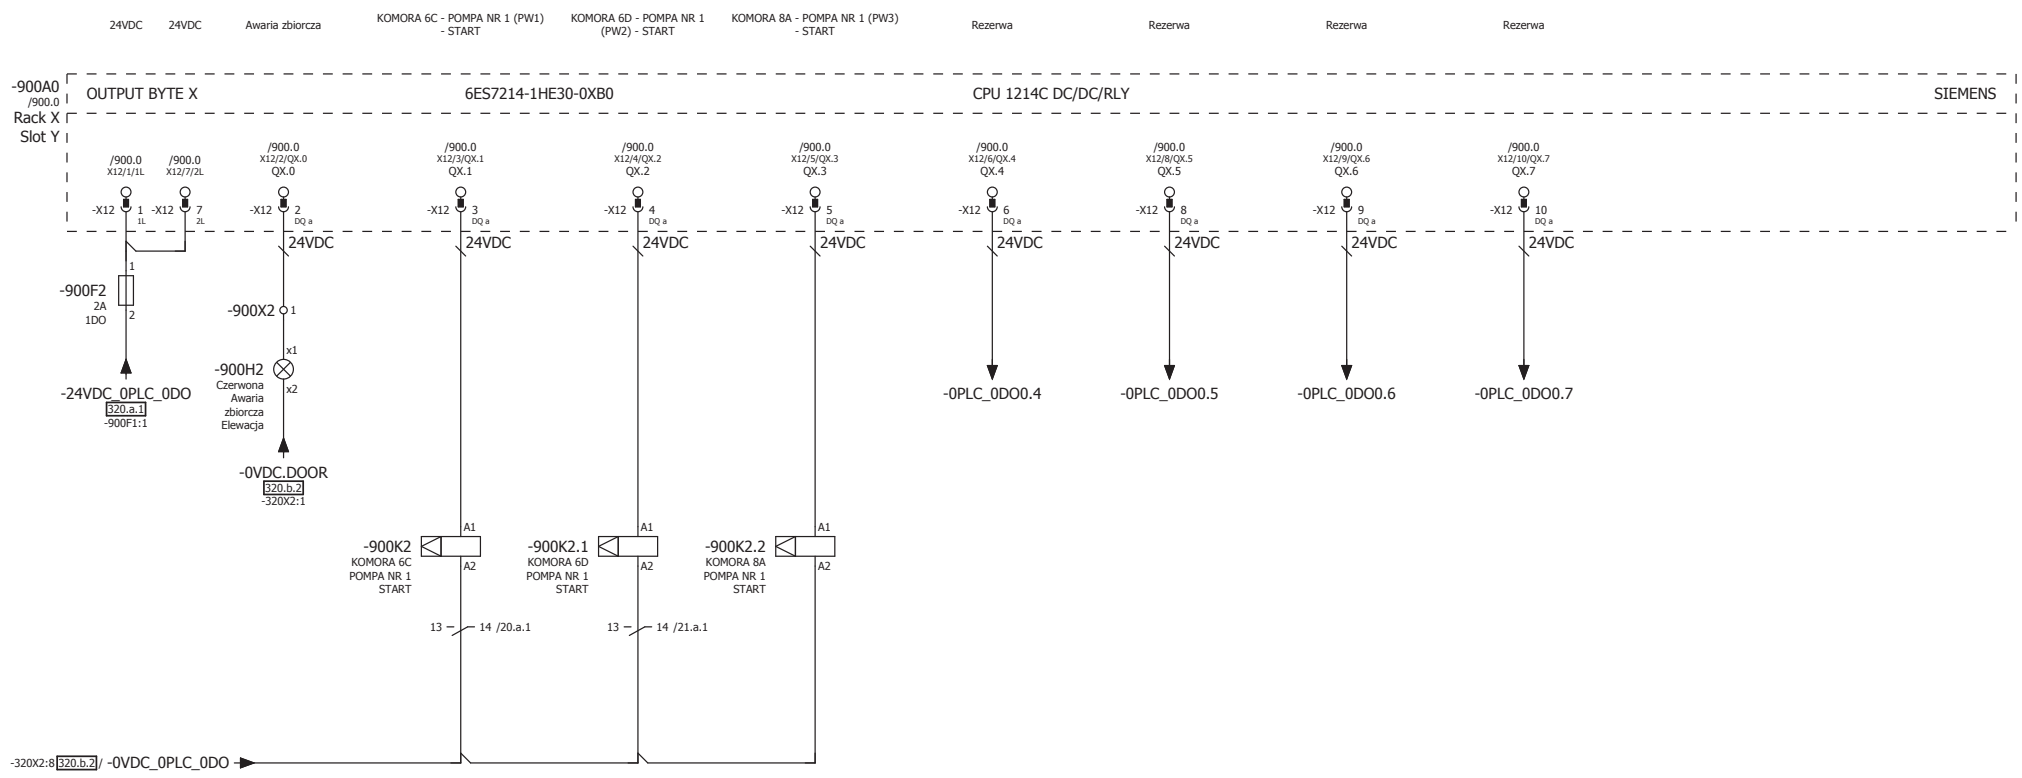 24VDC
24VDC
Awaria zbiorcza
KOMORA 6C - POMPA NR 1 (PW1)
- START
KOMORA 6D - POMPA NR 1
(PW2) - START
KOMORA 8A - POMPA NR 1 (PW3)
- START
Rezerwa
Rezerwa
Rezerwa
Rezerwa
-900A0
/900.0
Rack X
Slot Y
OUTPUT BYTE X
6ES7214-1HE30-0XB0
CPU 1214C DC/DC/RLY
SIEMENS
/900.0
X12/1/1L
-X12
1
1L
/900.0
X12/7/2L
-X12
7
2L
/900.0
X12/2/QX.0
QX.0
-X12
2
DQ a
24VDC
/900.0
X12/3/QX.1
QX.1
-X12
3
DQ a
24VDC
/900.0
X12/4/QX.2
QX.2
-X12
4
DQ a
24VDC
/900.0
X12/5/QX.3
QX.3
-X12
5
DQ a
24VDC
/900.0
X12/6/QX.4
QX.4
-X12
6
DQ a
24VDC
/900.0
X12/8/QX.5
QX.5
-X12
8
DQ a
24VDC
/900.0
X12/9/QX.6
QX.6
-X12
9
DQ a
24VDC
/900.0
X12/10/QX.7
QX.7
-X12
10
DQ a
24VDC
1
-900F2
2A
1DO
2
-24VDC_0PLC_0DO
320.a.1
-900F1:1
-900X2
1
x1
-900H2
x2
Czerwona
Awaria
zbiorcza
Elewacja
-0VDC.DOOR
320.b.2
-320X2:1
-0PLC_0DO0.4
-0PLC_0DO0.5
-0PLC_0DO0.6
-0PLC_0DO0.7
A1
-900K2
KOMORA 6C
POMPA NR 1
START
A2
A1
-900K2.1
KOMORA 6D
POMPA NR 1
START
A2
A1
-900K2.2
KOMORA 8A
POMPA NR 1
START
A2
13
14 /20.a.1
13
14 /21.a.1
-320X2:8 320.b.2 / -0VDC_0PLC_0DO